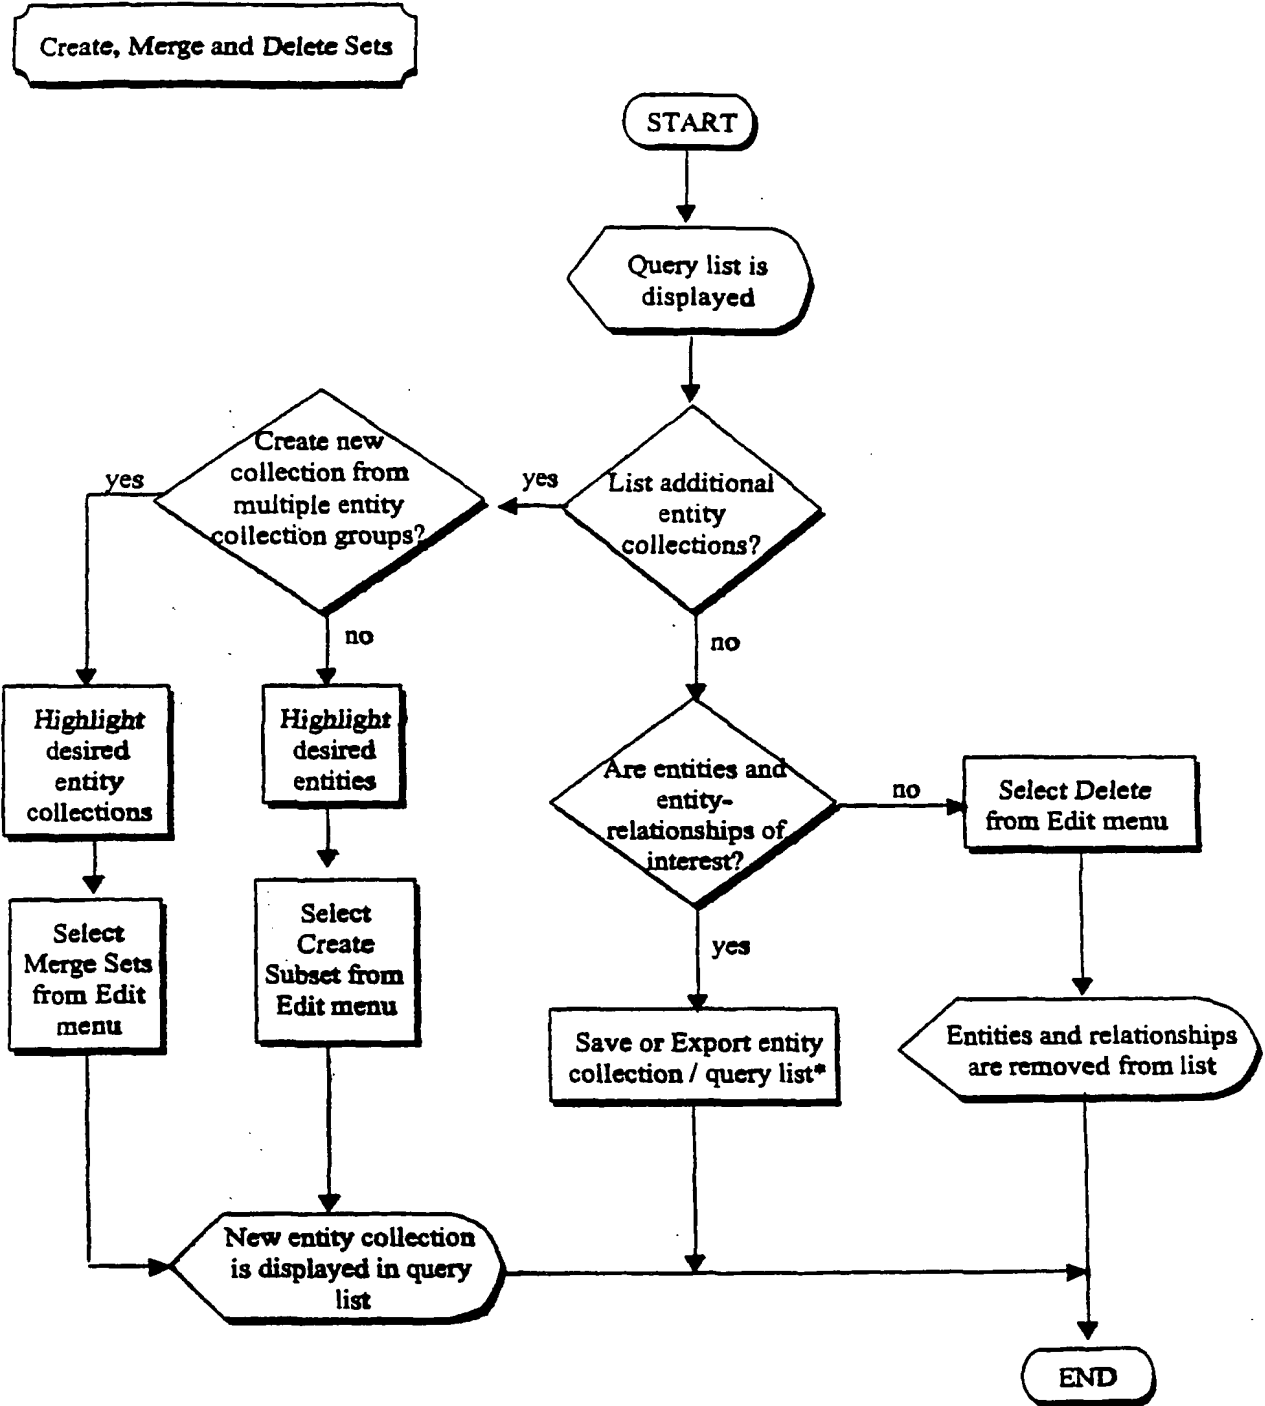 Create, Merge and Delete Sets
START
Query list is
displayed
List additional
entity
collections?
yes
no
Create new
collection from
multiple entity
collection groups?
yes
no
Highlight
desired
entity
collections
Highlight
desired
entities
Select
Merge Sets
from Edit
menu
Select
Create
Subset from
Edit menu
Are entities and
entity-
relationships of
interest?
no
yes
Select Delete
from Edit menu
Save or Export entity
collection / query list*
Entities and relationships
are removed from list
New entity collection
is displayed in query
list
END